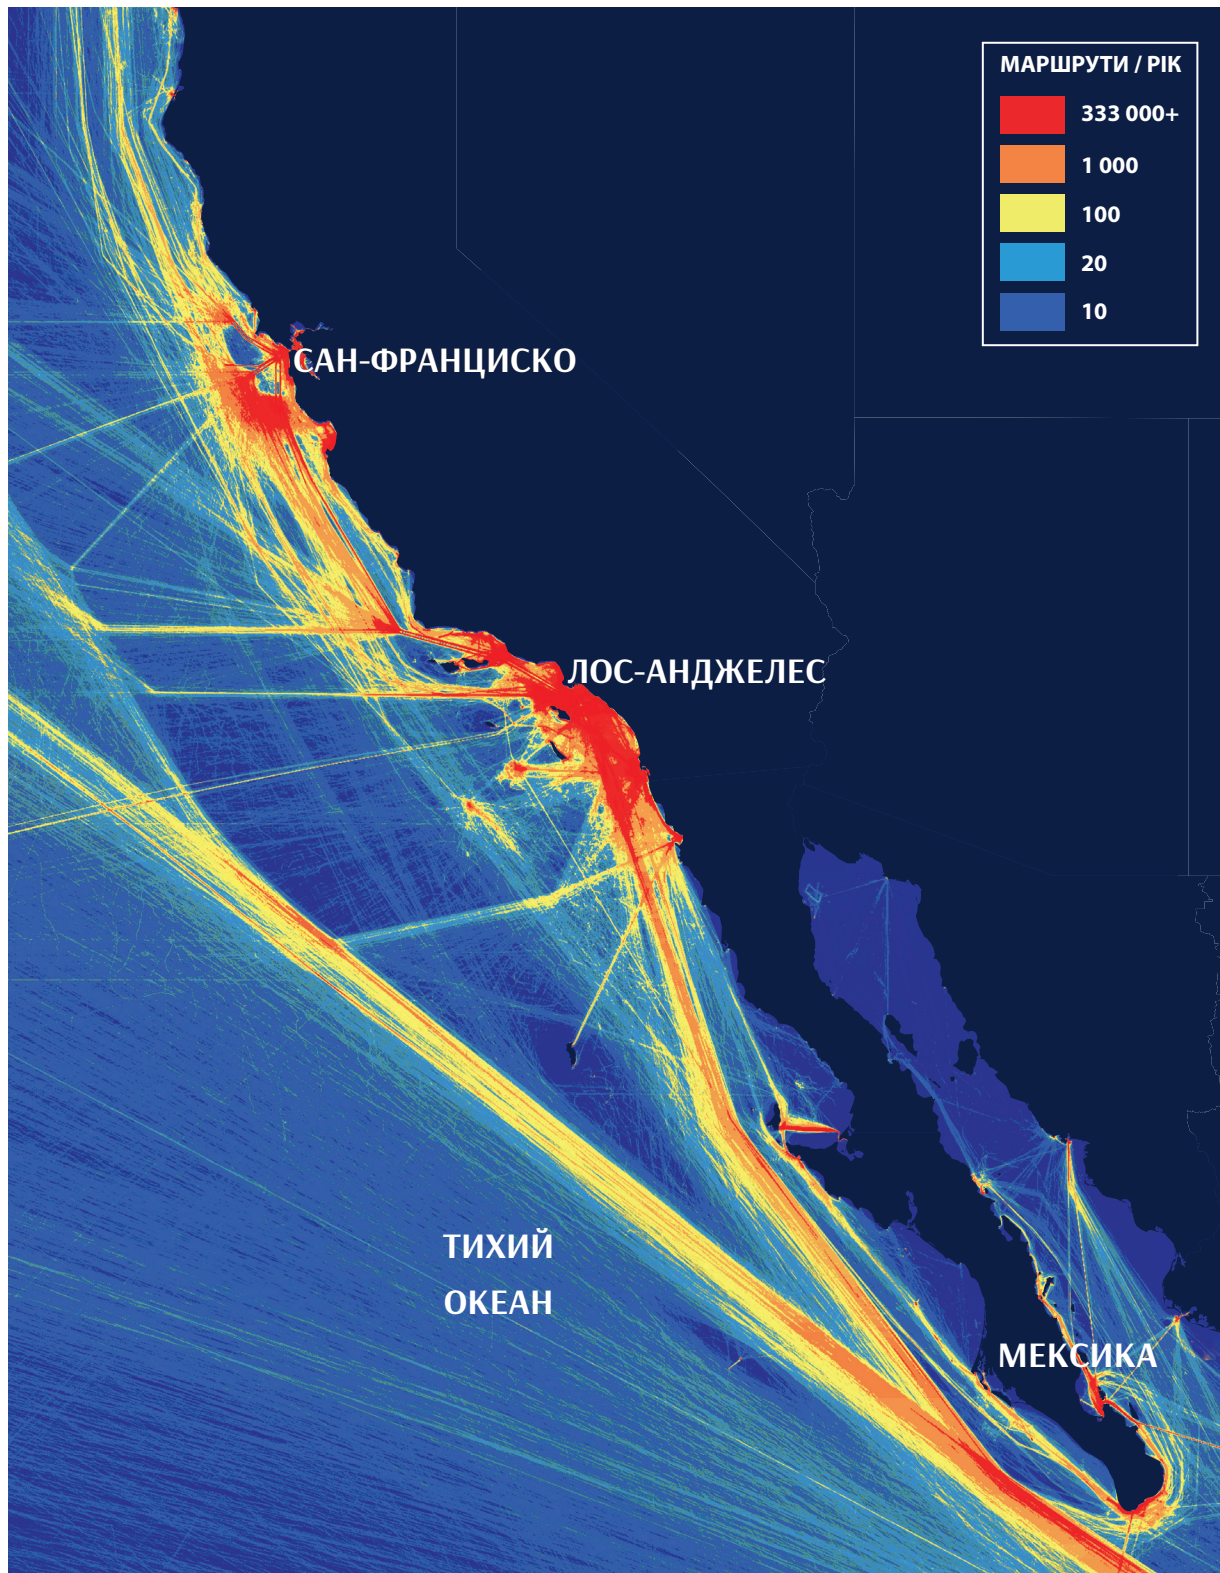 МАРШРУТИ / РІК
333 000+
1 000
100
20
10
САН-ФРАНЦИСКО
ЛОС-АНДЖЕЛЕС
ТИХИЙ
ОКЕАН
МЕКСИКА